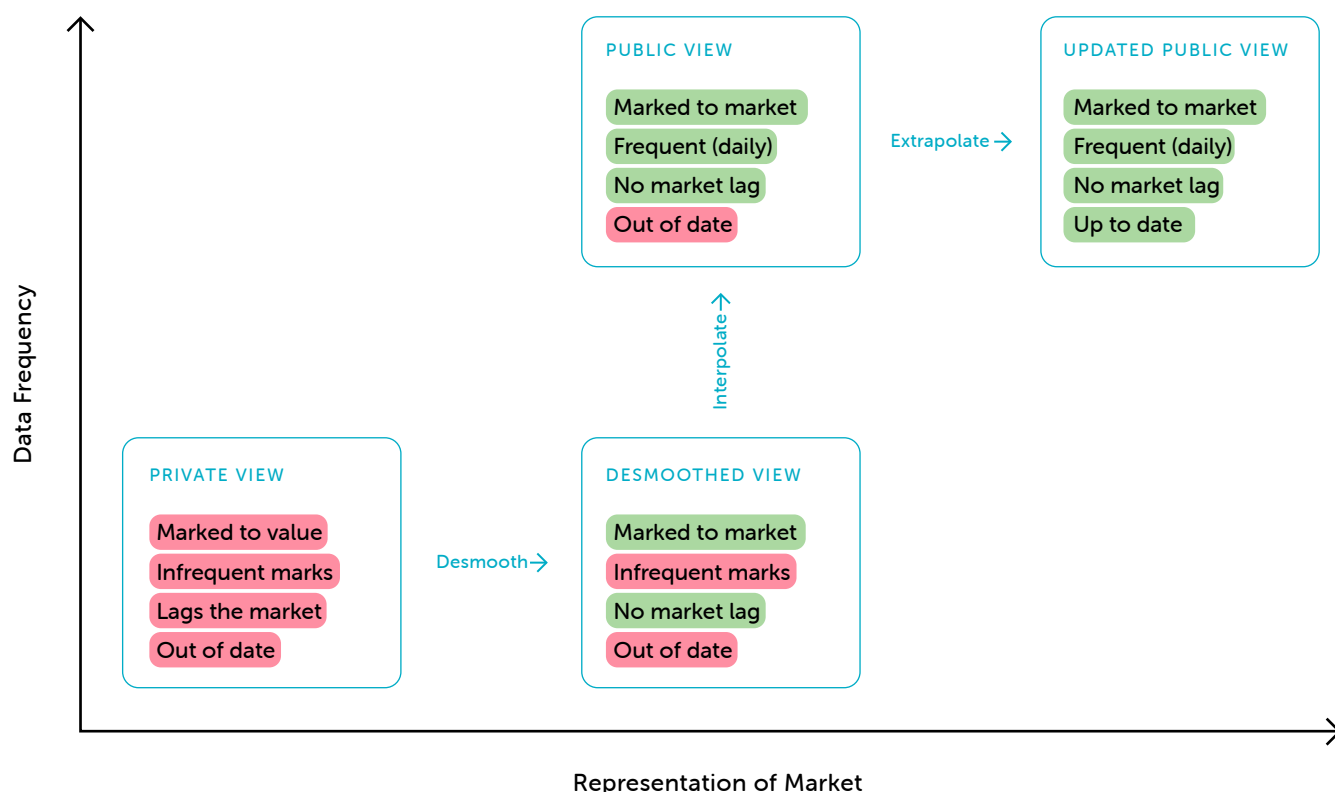 Data Frequency
PUBLIC VIEW
Marked to market
Frequent (daily)
No market lag
Out of date
Extrapolate
UPDATED PUBLIC VIEW
Marked to market
Frequent (daily)
No market lag
Up to date
Interpolate
PRIVATE VIEW
Marked to value
Infrequent marks
Lags the market
Out of date
Desmooth
DESMOOTHED VIEW
Marked to market
Infrequent marks
No market lag
Out of date
Representation of Market